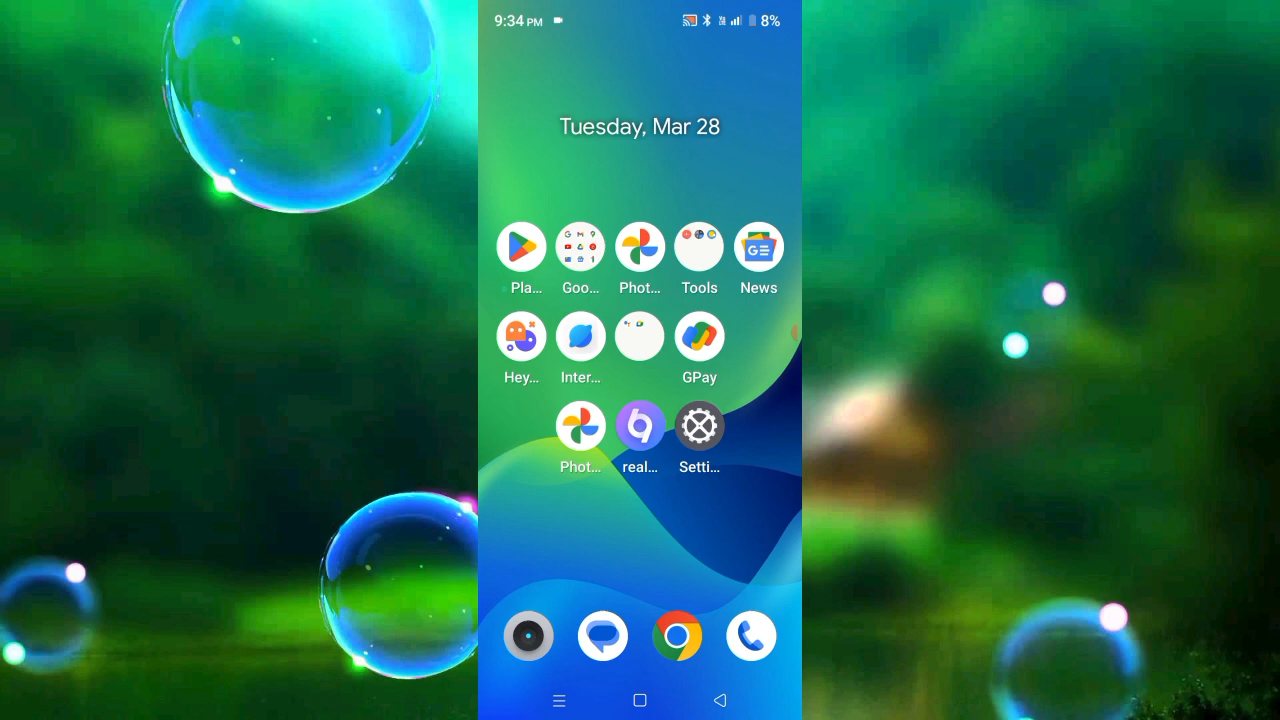 9:34 PM 8%
Tuesday, Mar 28
Pla... Goo... Phot... Tools News
Hey... Inter... GPay
Phot... real... Setti...